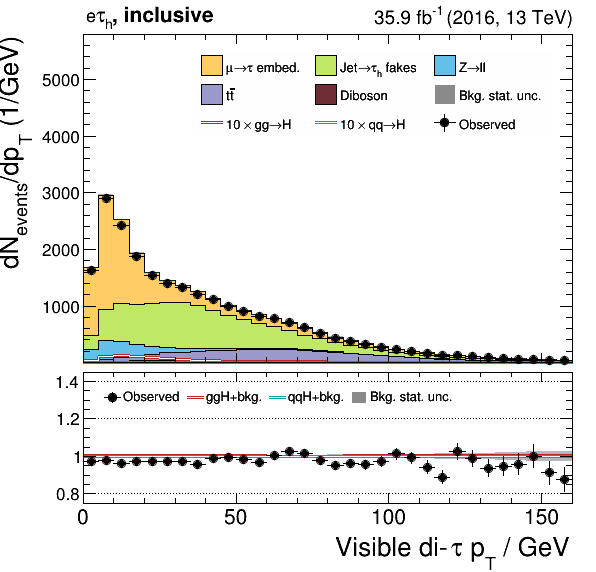 eτh, inclusive 35.9 fb-1 (2016, 13 TeV)
dNevents/dpT (1/GeV)
5000
4000
3000
2000
1000
μ→τ embed. Jet→τh fakes Z→ll
tt̄ Diboson Bkg. stat. unc.
10 × gg→H 10 × qq→H Observed
1.4
1.2
1
0.8
Observed ggH+bkg. qqH+bkg. Bkg. stat. unc.
0 50 100 150
Visible di-τ pT / GeV